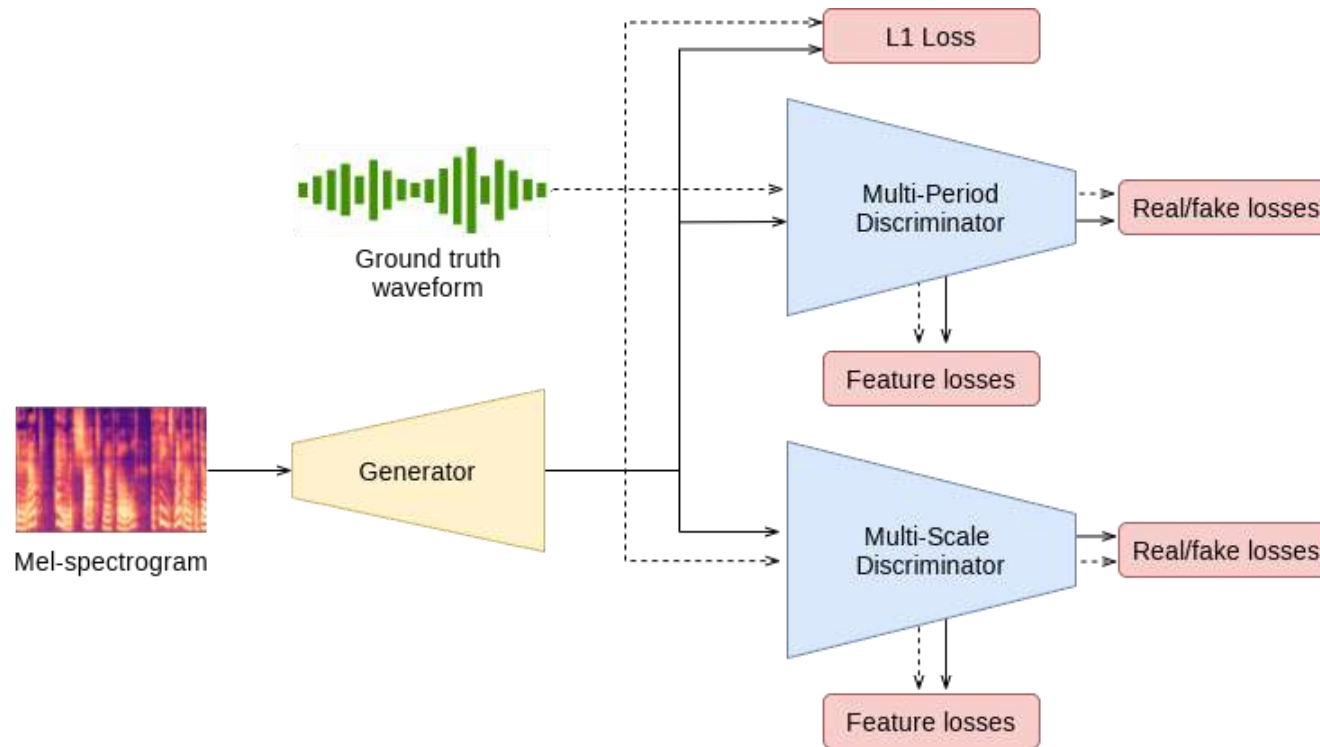 L1 Loss
Multi-Period
Discriminator
Real/fake losses
Ground truth
waveform
Feature losses
Generator
Mel-spectrogram
Multi-Scale
Discriminator
Real/fake losses
Feature losses